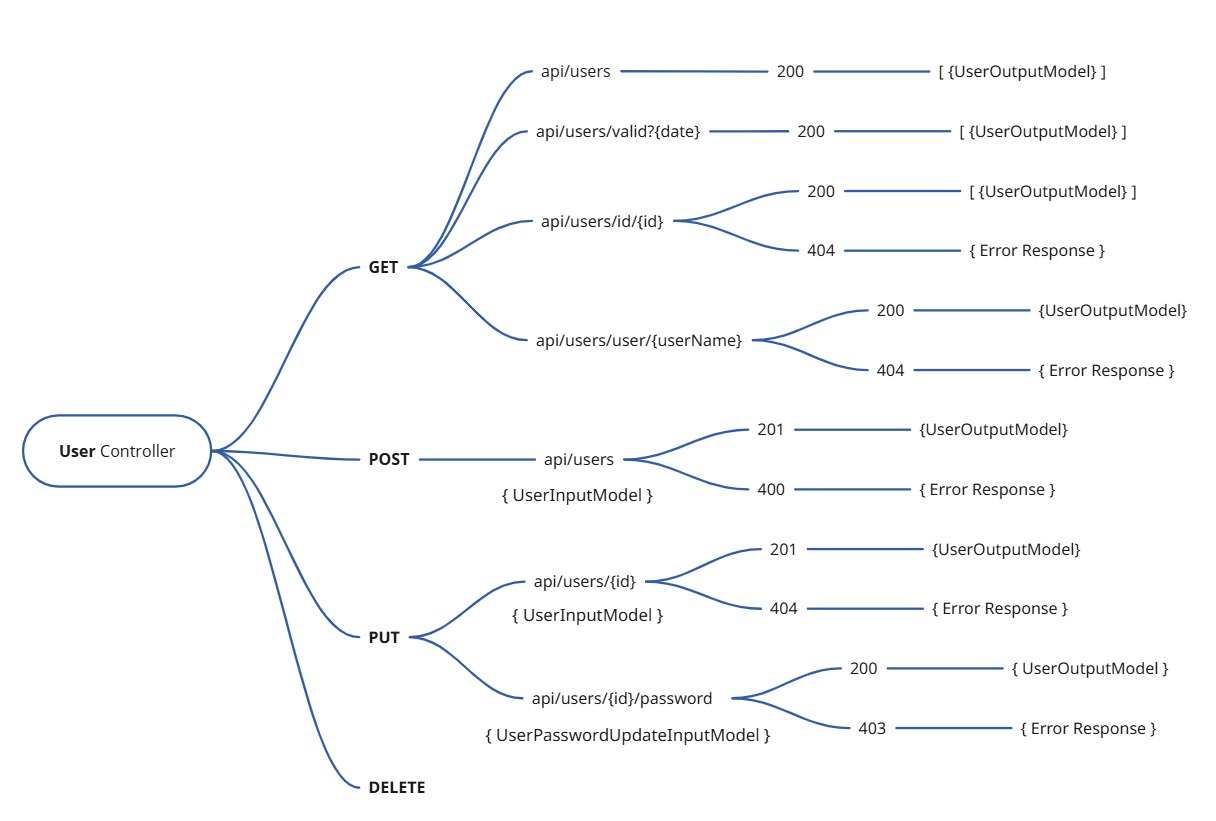 api/users 200 [ {UserOutputModel} ]
api/users/valid?{date} 200 [ {UserOutputModel} ]
200 [ {UserOutputModel} ]
api/users/id/{id}
404 { Error Response }
GET
200 {UserOutputModel}
api/users/user/{userName}
404 { Error Response }
201 {UserOutputModel}
User Controller
POST api/users
400 { Error Response }
{ UserInputModel }
201 {UserOutputModel}
api/users/{id}
404 { Error Response }
{ UserInputModel }
PUT
200 { UserOutputModel }
api/users/{id}/password
403 { Error Response }
{ UserPasswordUpdateInputModel }
DELETE